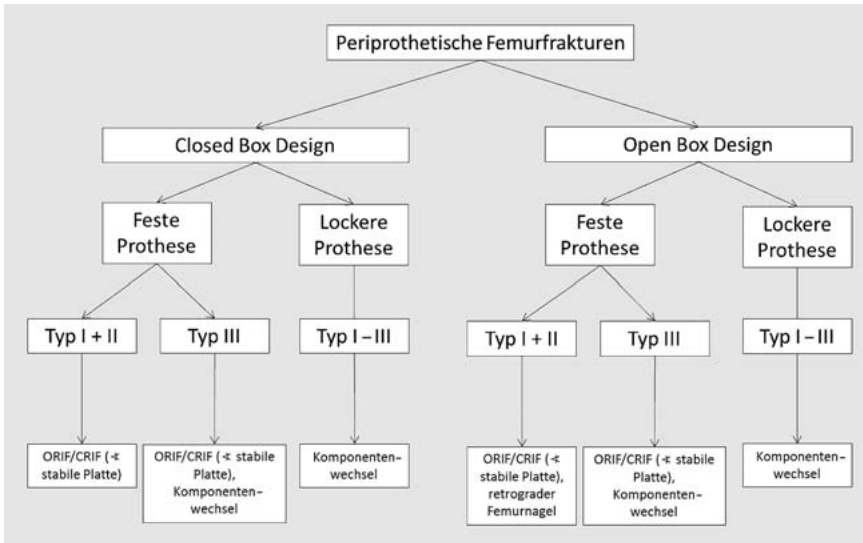 Periprothetische Femurfrakturen
Closed Box Design
Open Box Design
Feste
Prothese
Lockere
Prothese
Feste
Prothese
Lockere
Prothese
Typ I + II
Typ III
Typ I – III
Typ I + II
Typ III
Typ I – III
ORIF/CRIF (∢
stabile Platte)
ORIF/CRIF (∢ stabile
Platte),
Komponenten-
wechsel
Komponenten-
wechsel
ORIF/CRIF (∢
stabile Platte),
retrograder
Femurnagel
ORIF/CRIF (∢ stabile
Platte),
Komponenten-
wechsel
Komponenten-
wechsel